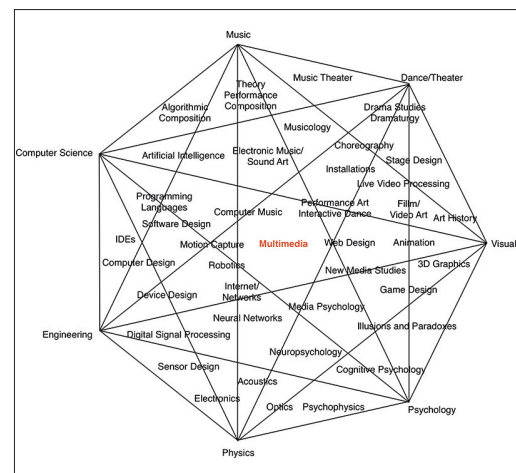 Music
Theory
Performance
Composition
Music Theater
Dance/Theater
Algorithmic
Composition
Drama Studies
Dramaturgy
Musicology
Computer Science
Artificial Intelligence
Electronic Music/
Sound Art
Choreography
Stage Design
Installations
Live Video Processing
Programming
Languages
Computer Music
Performance Art
Interactive Dance
Fillm/
Video Art
Art History
Software Design
IDEs
Motion Capture
Multimedia
Web Design
Animation
Visual
Computer Design
Robotics
New Media Studies
3D Graphics
Device Design
Internet/
Networks
Game Design
Media Psychology
Neural Networks
Illusions and Paradoxes
Engineering
Digital Signal Processing
Neuropsychology
Sensor Design
Cognitive Psychology
Acoustics
Electronics
Optics
Psychophysics
Psychology
Physics